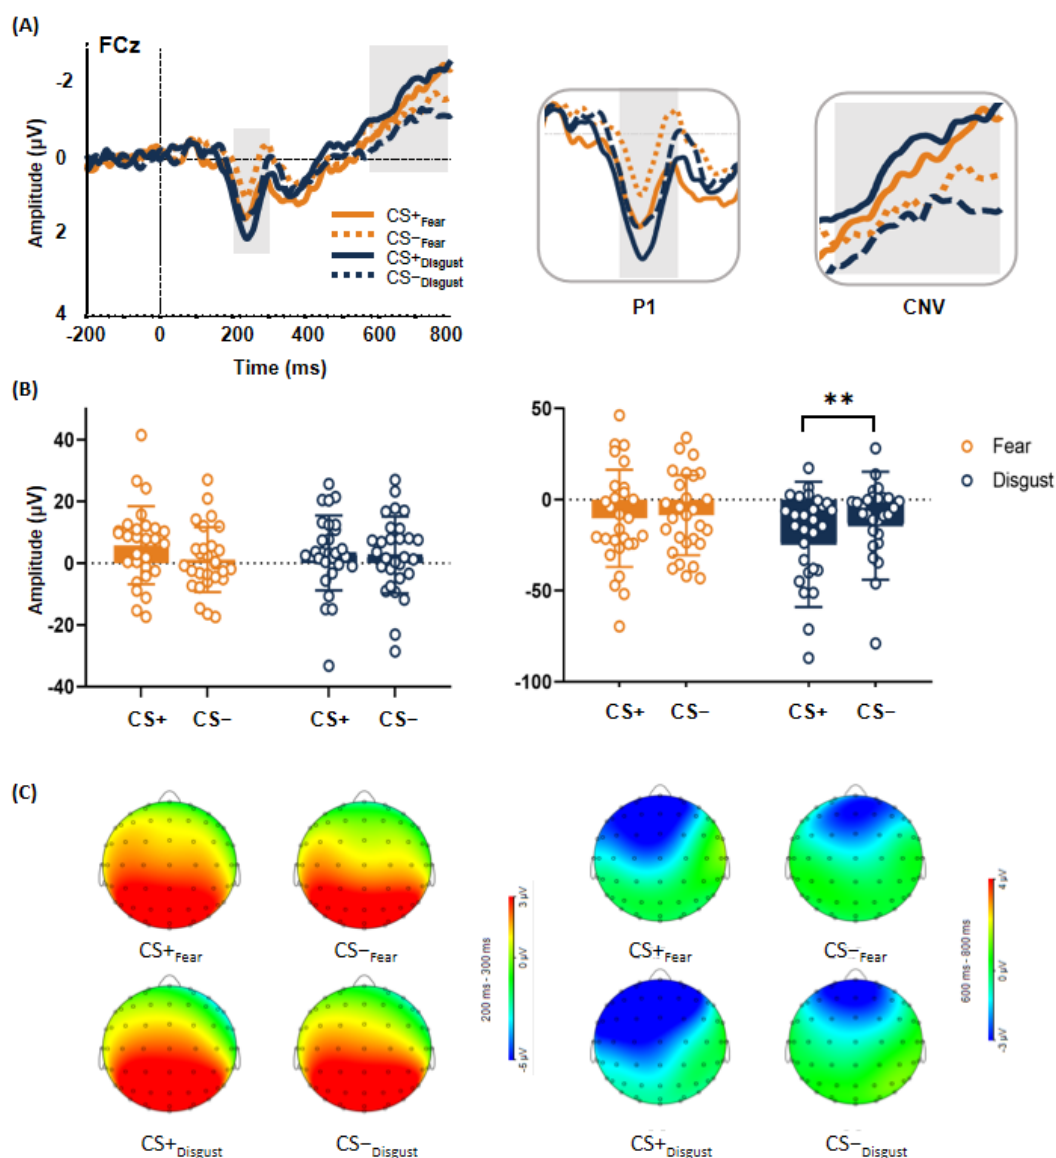 (A)
FCz
-2
0
2
4
Amplitude (µV)
-200 0 200 400 600 800
Time (ms)
CS+Fear
CS−Fear
CS+Disgust
CS−Disgust
P1
CNV
(B)
Amplitude (µV)
40
20
0
-20
-40
CS+ CS− CS+ CS−
50
0
-50
-100
**
CS+ CS− CS+ CS−
Fear
Disgust
(C)
CS+Fear
CS−Fear
CS+Disgust
CS−Disgust
200 ms - 300 ms
3 µV
0 µV
-5 µV
CS+Fear
CS−Fear
CS+Disgust
CS−Disgust
600 ms - 800 ms
4 µV
0 µV
-3 µV